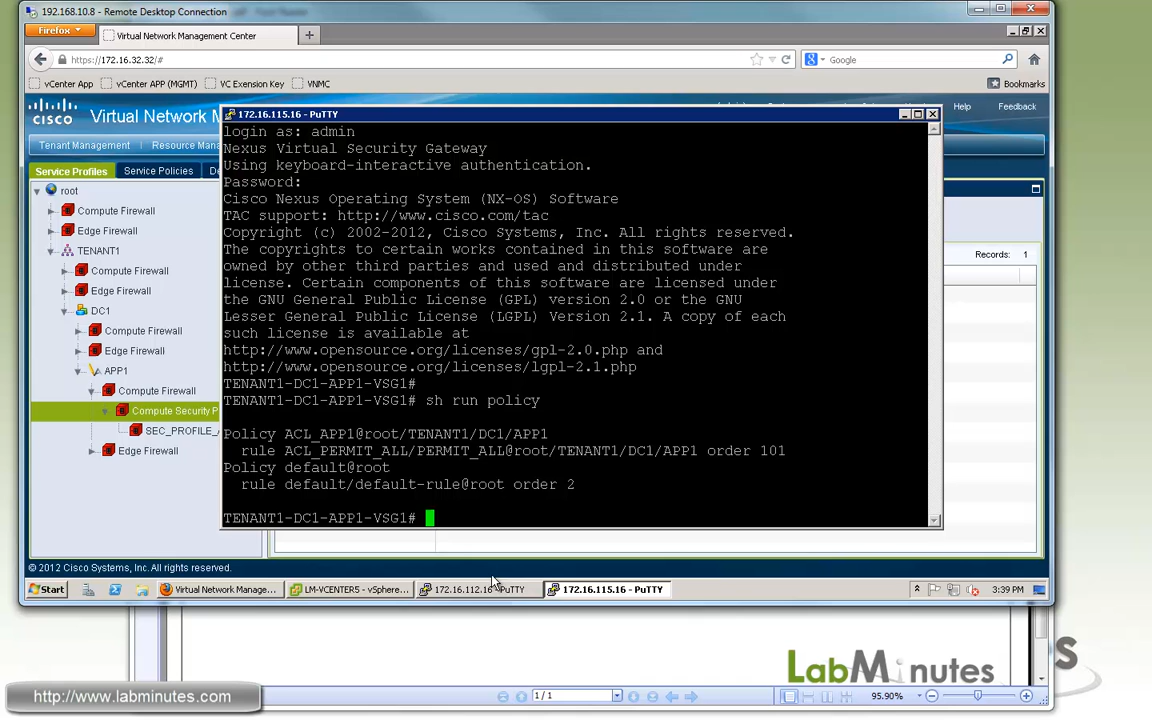 192.168.10.8 - Remote Desktop Connection
Firefox
Virtual Network Management Center
https://172.16.32.32/#
Google
vCenter App
vCenter APP (MGMT)
VC Exension Key
VNMC
Bookmarks
cisco
Virtual Network M
Help
Feedback
Tenant Management
Resource Mana
Service Profiles
Service Policies
De
root
Compute Firewall
Edge Firewall
TENANT1
Compute Firewall
Edge Firewall
DC1
Compute Firewall
Edge Firewall
APP1
Compute Firewall
Compute Security P
SEC_PROFILE_
Edge Firewall
Records: 1
172.16.115.16 - PuTTY
login as: admin
Nexus Virtual Security Gateway
Using keyboard-interactive authentication.
Password:
Cisco Nexus Operating System (NX-OS) Software
TAC support: http://www.cisco.com/tac
Copyright (c) 2002-2012, Cisco Systems, Inc. All rights reserved.
The copyrights to certain works contained in this software are
owned by other third parties and used and distributed under
license. Certain components of this software are licensed under
the GNU General Public License (GPL) version 2.0 or the GNU
Lesser General Public License (LGPL) Version 2.1. A copy of each
such license is available at
http://www.opensource.org/licenses/gpl-2.0.php and
http://www.opensource.org/licenses/lgpl-2.1.php
TENANT1-DC1-APP1-VSG1#
TENANT1-DC1-APP1-VSG1# sh run policy
Policy ACL_APP1@root/TENANT1/DC1/APP1
rule ACL_PERMIT_ALL/PERMIT_ALL@root/TENANT1/DC1/APP1 order 101
Policy default@root
rule default/default-rule@root order 2
TENANT1-DC1-APP1-VSG1#
© 2012 Cisco Systems, Inc. All rights reserved.
Start
Virtual Network Manage...
LM-VCENTER5 - vSphere...
172.16.112.16 - PuTTY
172.16.115.16 - PuTTY
3:39 PM
LabMinutes
s
http://www.labminutes.com
1 / 1
95.90%